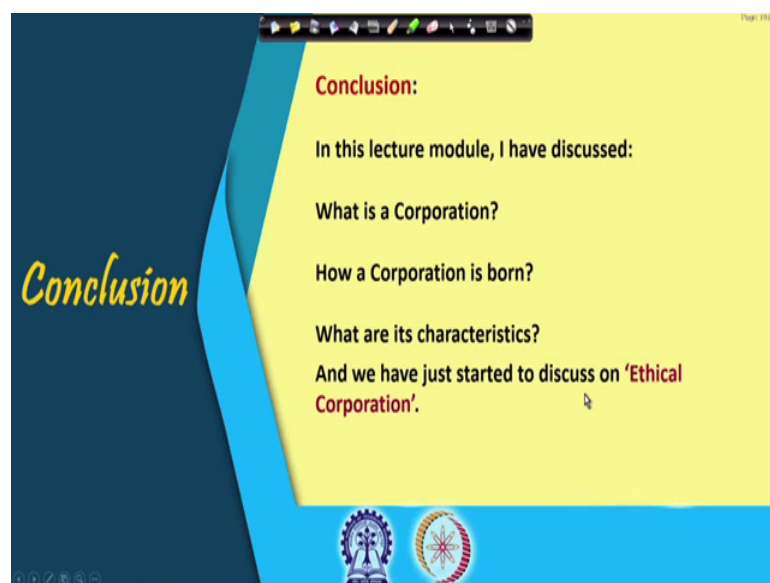 Conclusion
Conclusion:
In this lecture module, I have discussed:
What is a Corporation?
How a Corporation is born?
What are its characteristics?
And we have just started to discuss on ‘Ethical
Corporation’.